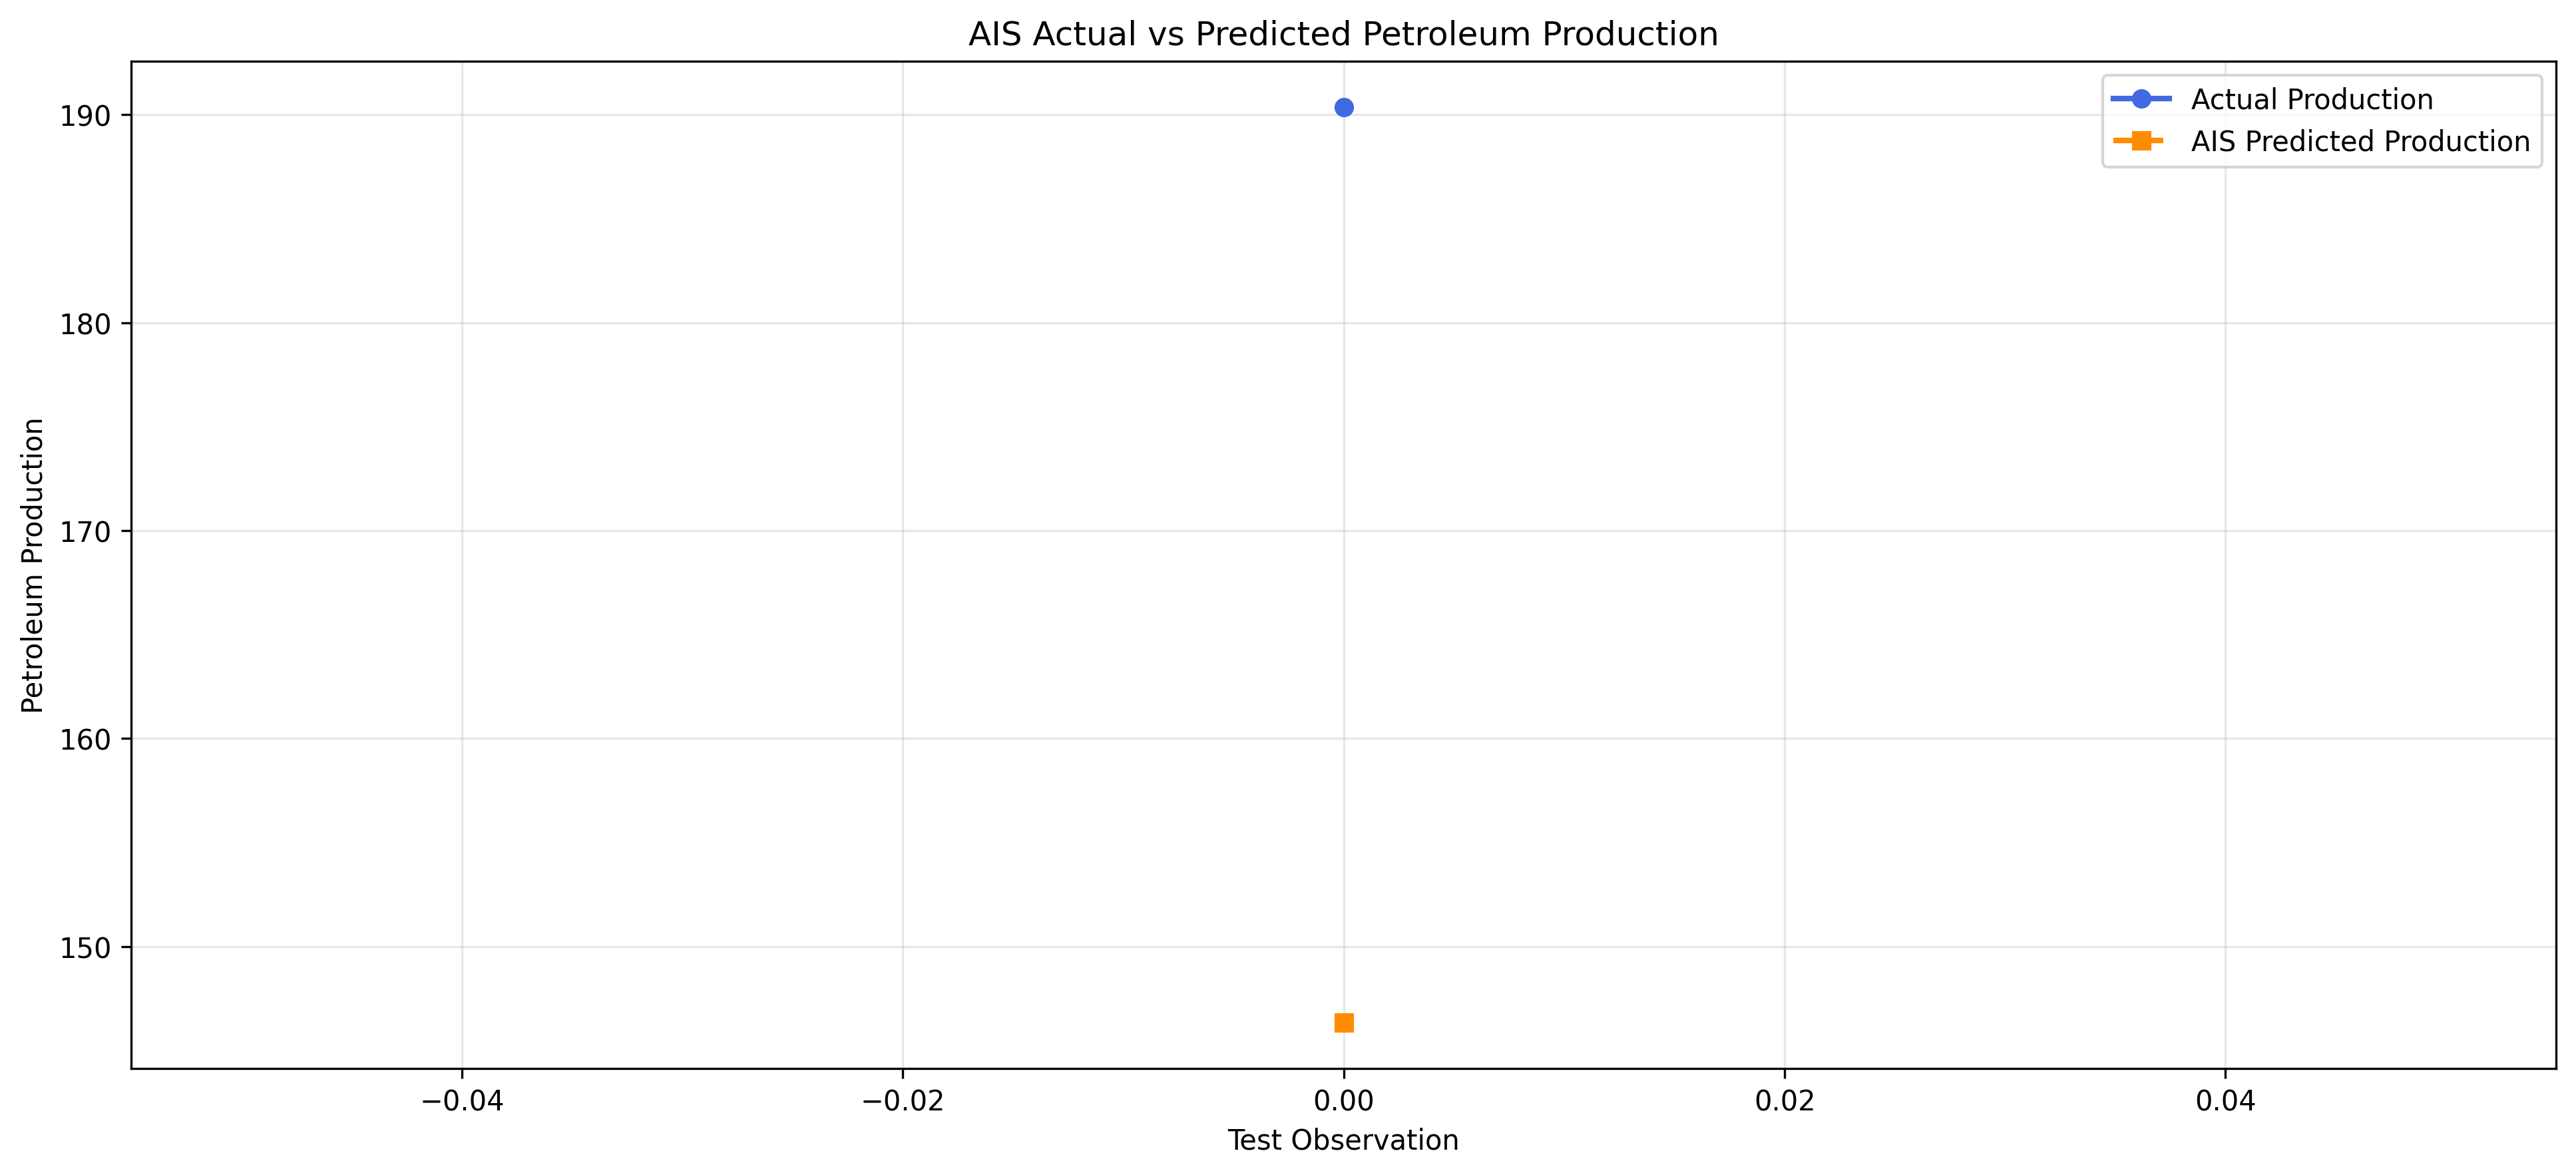 AIS Actual vs Predicted Petroleum Production
Actual Production
AIS Predicted Production
Petroleum Production
190
180
170
160
150
−0.04
−0.02
0.00
0.02
0.04
Test Observation